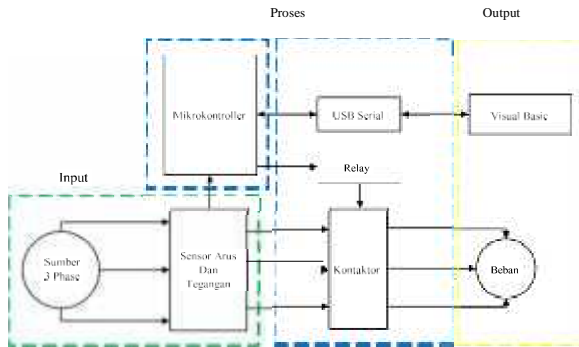 Proses
Output
Mikrokontroller
USB Serial
Visual Basic
Relay
Input
Sumber
3 Phase
Sensor Arus
Dan
Tegangan
Kontaktor
Beban